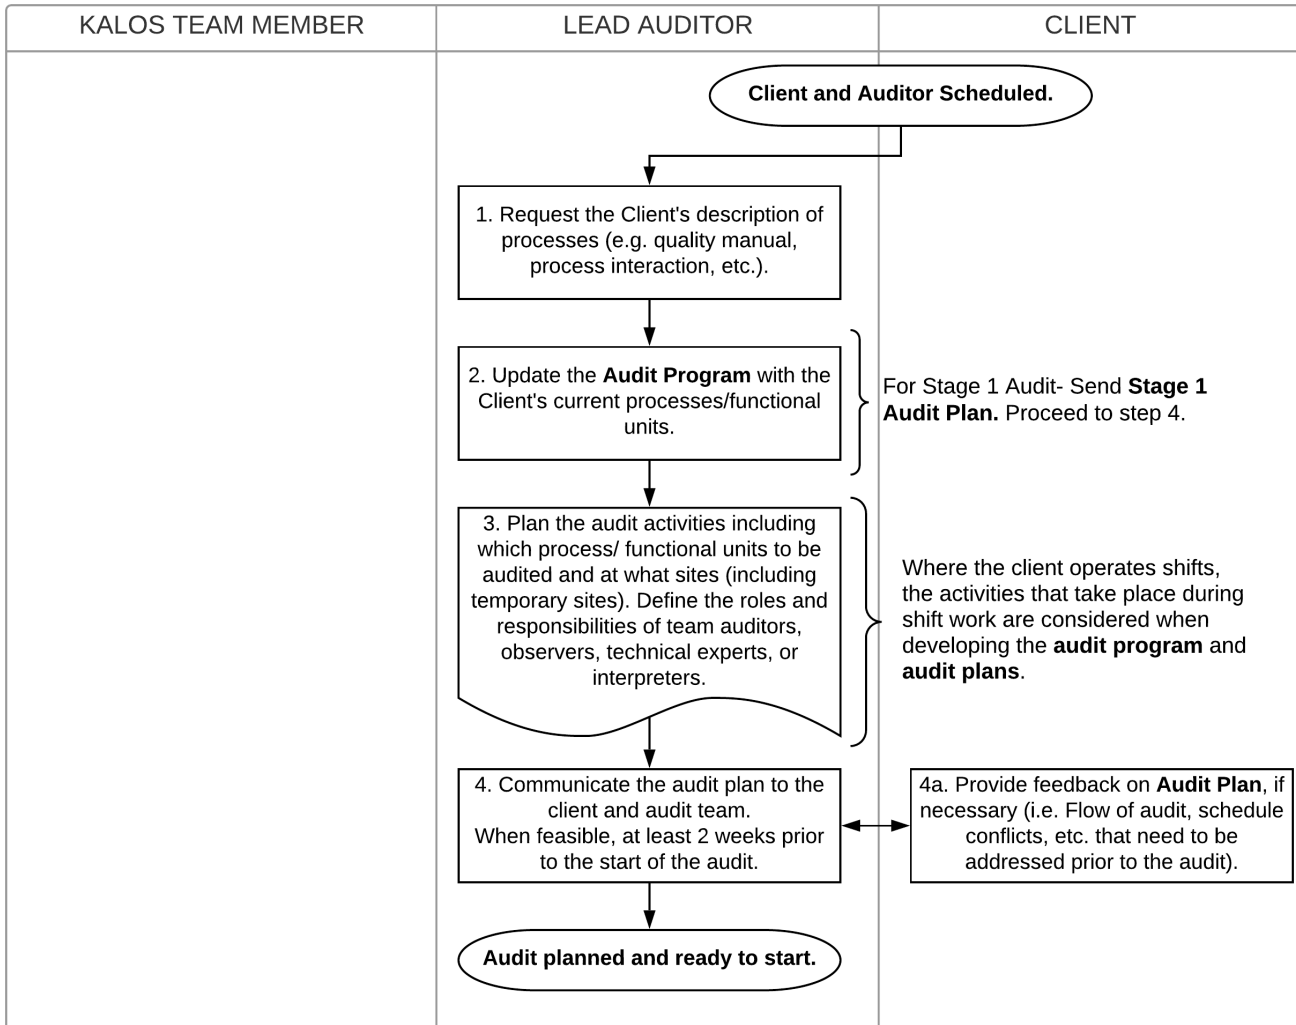 KALOS TEAM MEMBER
LEAD AUDITOR
CLIENT
Client and Auditor Scheduled.
1. Request the Client's description of
processes (e.g. quality manual,
process interaction, etc.).
2. Update the Audit Program with the
Client's current processes/functional
units.
For Stage 1 Audit- Send Stage 1
Audit Plan. Proceed to step 4.
3. Plan the audit activities including
which process/ functional units to be
audited and at what sites (including
temporary sites). Define the roles and
responsibilities of team auditors,
observers, technical experts, or
interpreters.
Where the client operates shifts,
the activities that take place during
shift work are considered when
developing the audit program and
audit plans.
4. Communicate the audit plan to the
client and audit team.
When feasible, at least 2 weeks prior
to the start of the audit.
4a. Provide feedback on Audit Plan, if
necessary (i.e. Flow of audit, schedule
conflicts, etc. that need to be
addressed prior to the audit).
Audit planned and ready to start.